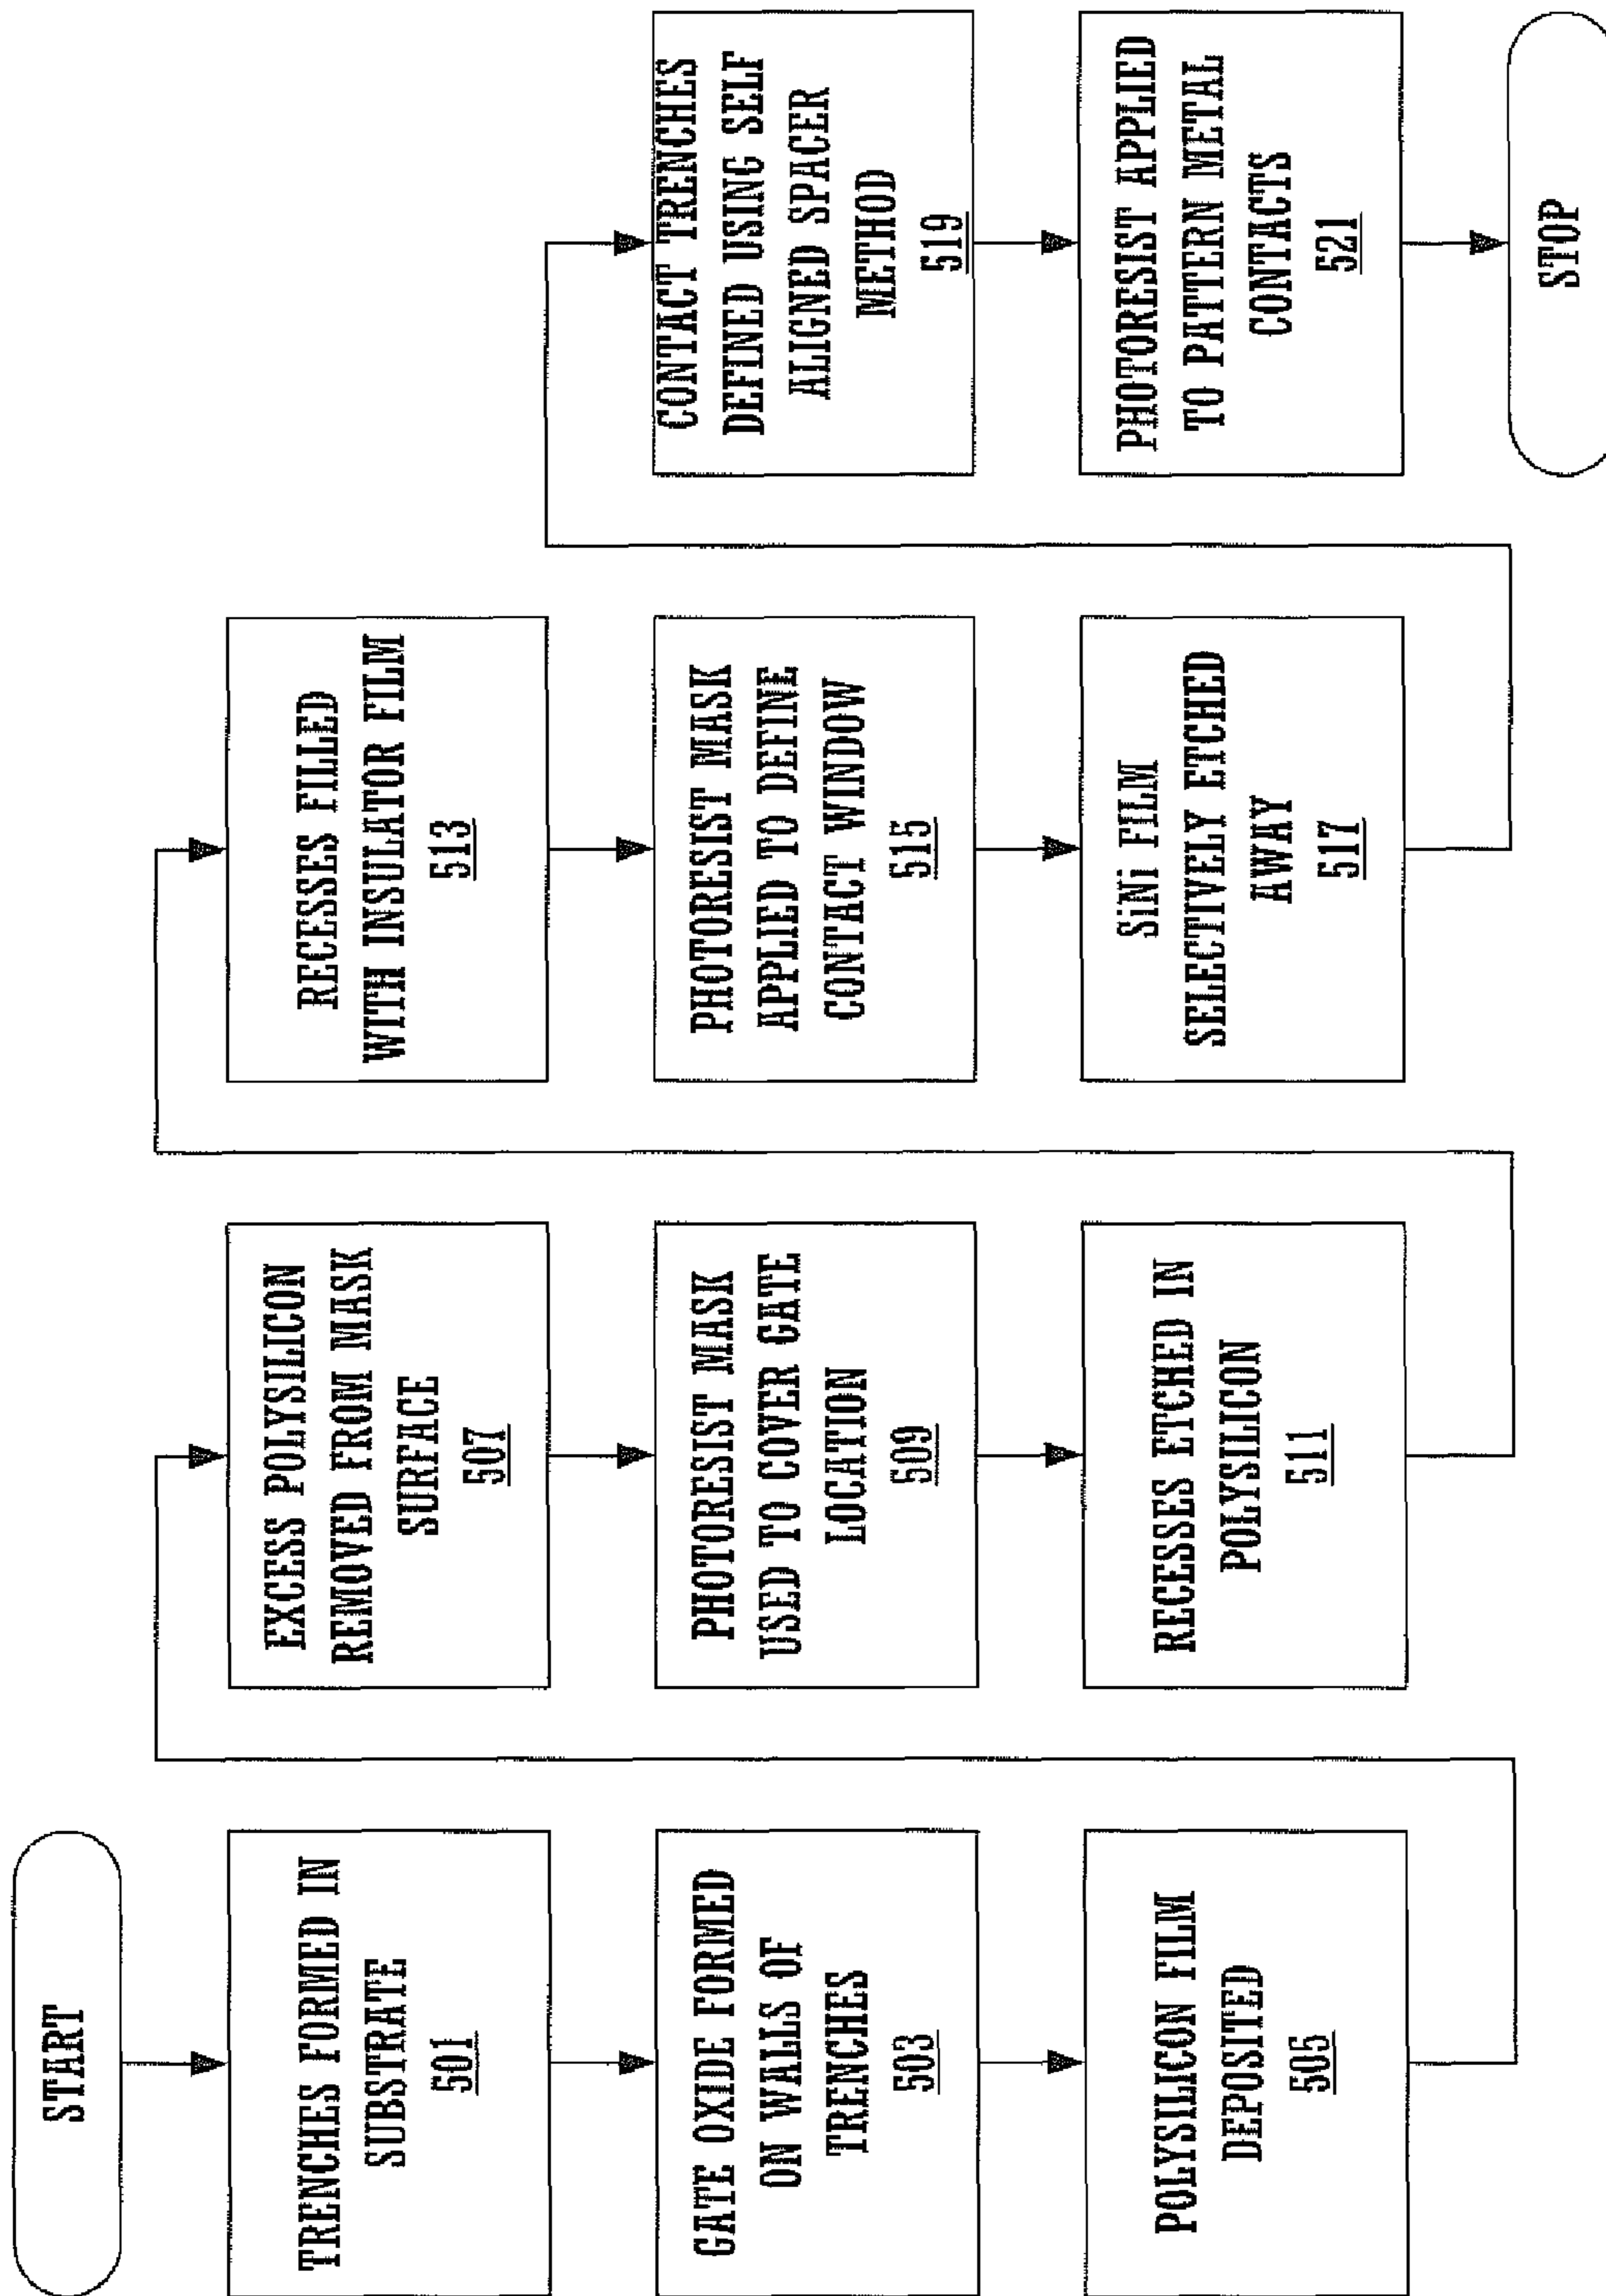 START
TRENCHES FORMED IN
SUBSTRATE
501
GATE OXIDE FORMED
ON WALLS OF
TRENCHES
503
POLYSILICON FILM
DEPOSITED
505
EXCESS POLYSILICON
REMOVED FROM MASK
SURFACE
507
PHOTORESIST MASK
USED TO COVER GATE
LOCATION
509
RECESSES ETCHED IN
POLYSILICON
511
RECESSES FILLED
WITH INSULATOR FILM
513
PHOTORESIST MASK
APPLIED TO DEFINE
CONTACT WINDOW
515
SiNi FILM
SELECTIVELY ETCHED
AWAY
517
CONTACT TRENCHES
DEFINED USING SELF
ALIGNED SPACER
METHOD
519
PHOTORESIST APPLIED
TO PATTERN METAL
CONTACTS
521
STOP